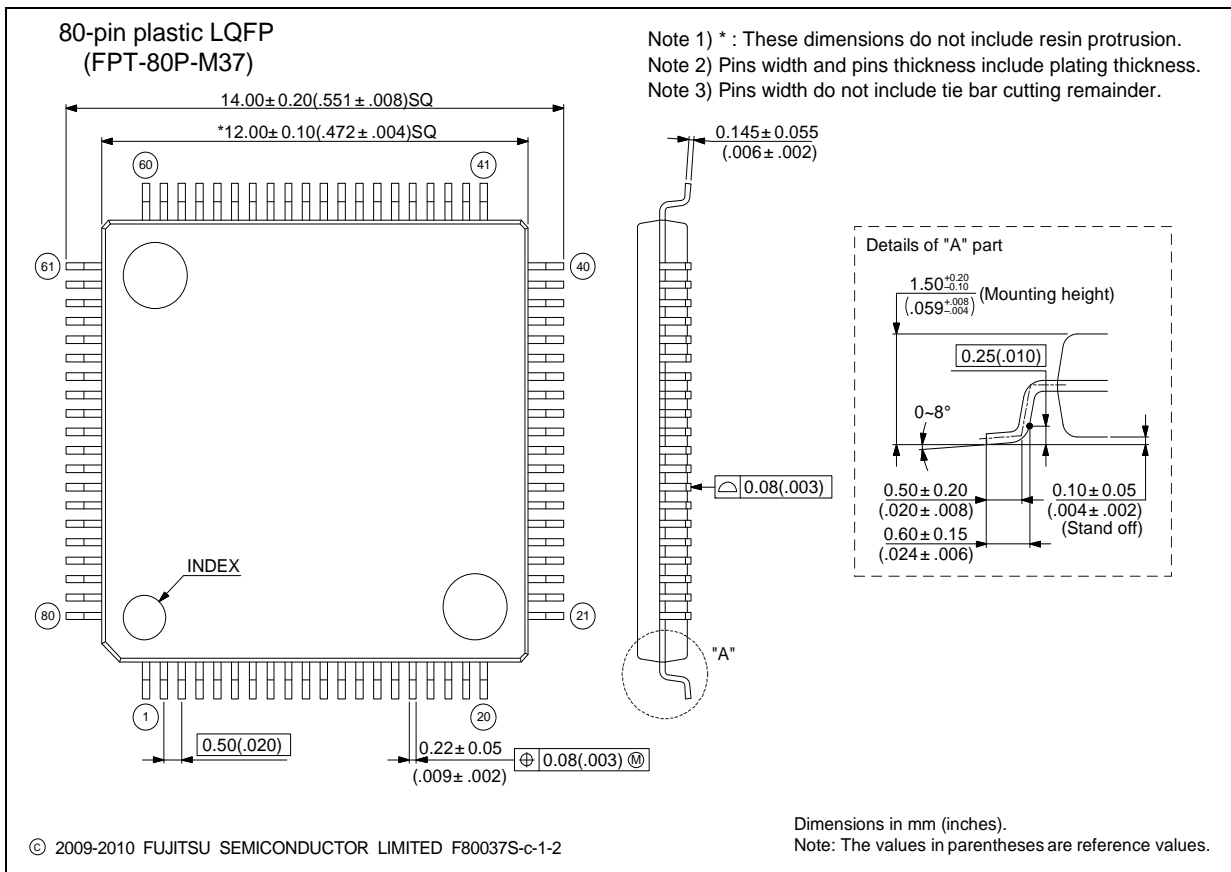 80-pin plastic LQFP
(FPT-80P-M37)
Note 1) * : These dimensions do not include resin protrusion.
Note 2) Pins width and pins thickness include plating thickness.
Note 3) Pins width do not include tie bar cutting remainder.
14.00±0.20(.551±.008)SQ
*12.00±0.10(.472±.004)SQ
0.145±0.055
(.006±.002)
60
41
61
40
Details of "A" part
1.50+0.20-0.10
(.059+.008-.004)
(Mounting height)
0.25(.010)
0~8°
0.08(.003)
0.50±0.20
(.020±.008)
0.10±0.05
(.004±.002)
(Stand off)
0.60±0.15
(.024±.006)
INDEX
80
21
"A"
1
20
0.50(.020)
0.22±0.05
(.009±.002)
⌖ 0.08(.003) Ⓜ
© 2009-2010 FUJITSU SEMICONDUCTOR LIMITED F80037S-c-1-2
Dimensions in mm (inches).
Note: The values in parentheses are reference values.